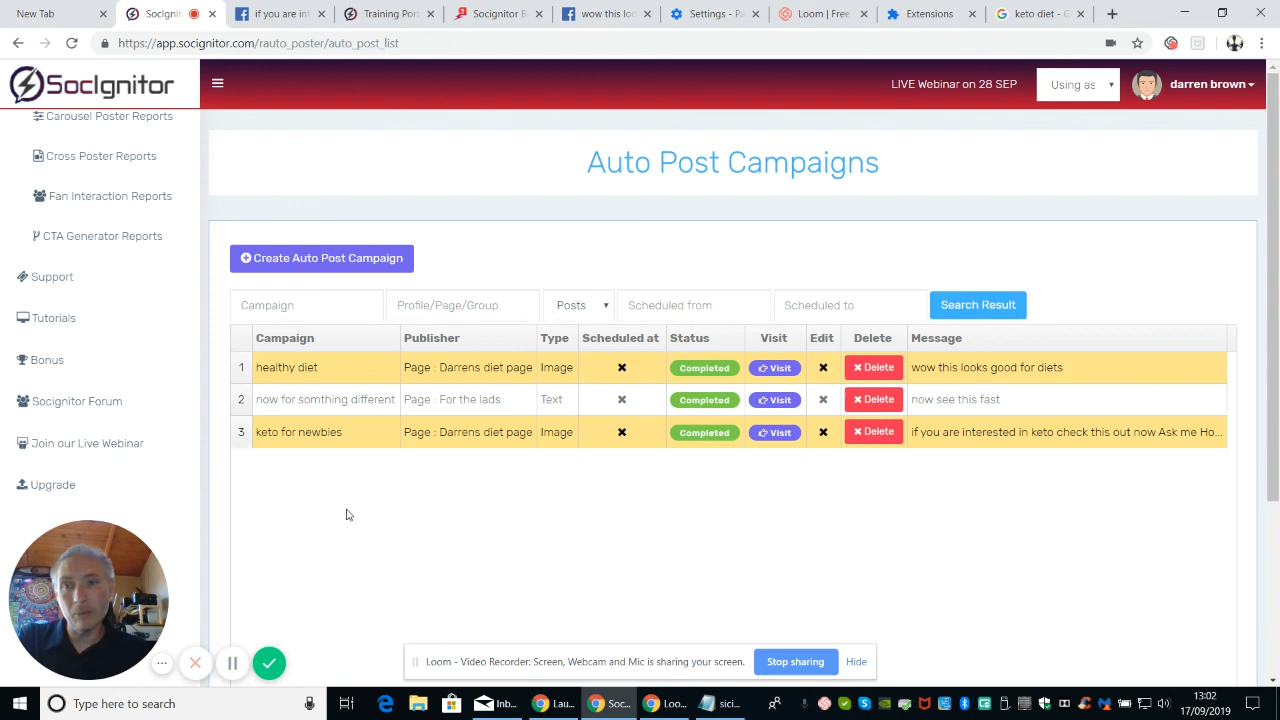 New Tab
Socignitor
if you are int
Training Port
Socignitor B
wow this loo
Settings - Pa
Loom | Free
Extensions
keto diet - G
https://app.socignitor.com/rauto_poster/auto_post_list
SocIgnitor
LIVE Webinar on 28 SEP
Using as
darren brown
Carousel Poster Reports
Cross Poster Reports
Fan Interaction Reports
CTA Generator Reports
Support
Tutorials
Bonus
Socignitor Forum
Join our Live Webinar
Upgrade
Auto Post Campaigns
Create Auto Post Campaign
Campaign Profile/Page/Group Posts Scheduled from Scheduled to Search Result
Campaign Publisher Type Scheduled at Status Visit Edit Delete Message
1 healthy diet Page : Darrens diet page Image Completed Visit Delete wow this looks good for diets
2 now for somthing different Page : For the lads Text Completed Visit Delete now see this fast
3 keto for newbies Page : Darrens diet page Image Completed Visit Delete if you are interested in keto check this out now Ask me Ho...
Loom - Video Recorder: Screen, Webcam and Mic is sharing your screen.
Stop sharing
Hide
Type here to search
Inb...
Lau...
Soc...
Loo...
sici...
13:02
17/09/2019